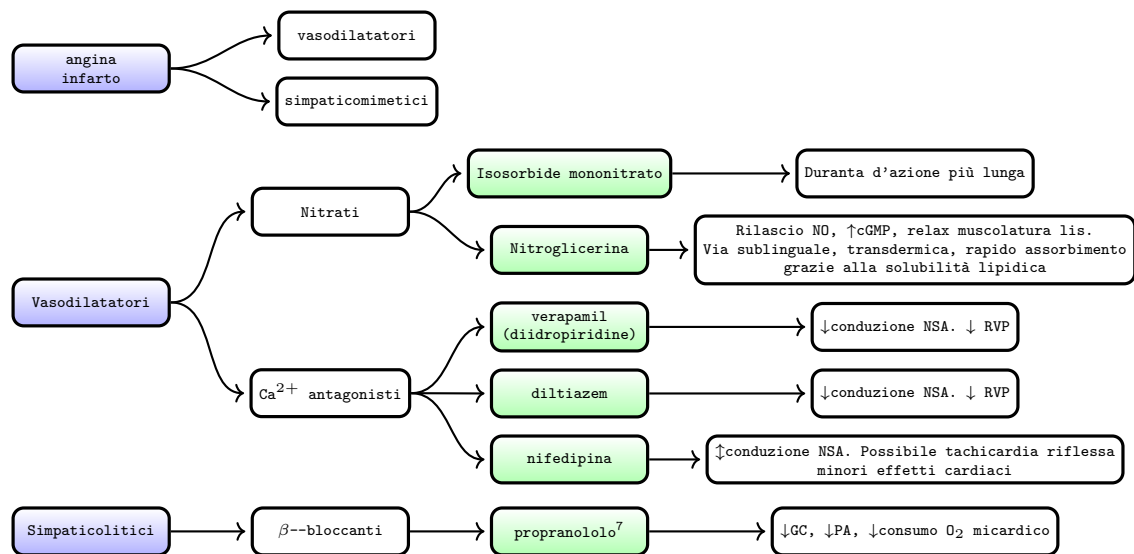 angina
infarto
vasodilatatori
simpaticomimetici
Vasodilatatori
Nitrati
Isosorbide mononitrato
Duranta d'azione più lunga
Nitroglicerina
Rilascio NO, ↑cGMP, relax muscolatura lis.
Via sublinguale, transdermica, rapido assorbimento
grazie alla solubilità lipidica
Ca²⁺ antagonisti
verapamil
(diidropiridine)
↓conduzione NSA. ↓ RVP
diltiazem
↓conduzione NSA. ↓ RVP
nifedipina
↕conduzione NSA. Possibile tachicardia riflessa
minori effetti cardiaci
Simpaticolitici
β--bloccanti
propranololo⁷
↓GC, ↓PA, ↓consumo O₂ micardico